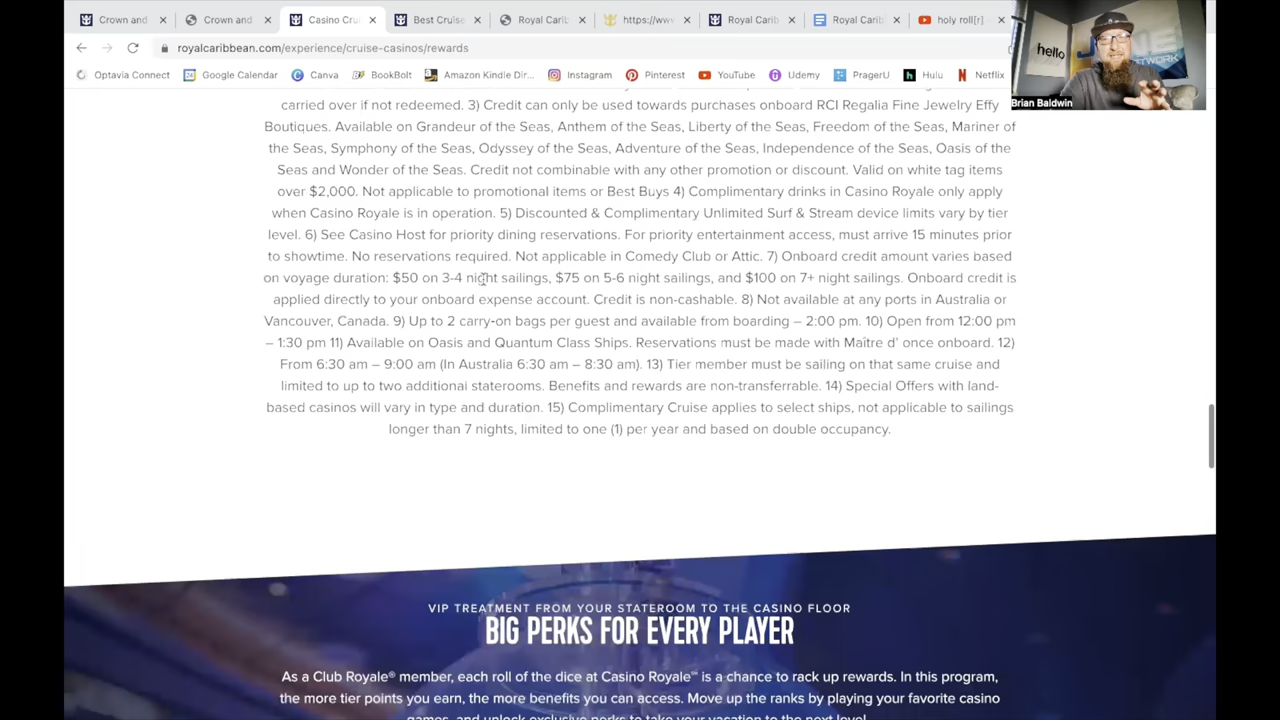 Crown and
Crown and
Casino Cru
Best Cruise
Royal Carib
https://ww
Royal Carib
Royal Carib
holy roll[r]
royalcaribbean.com/experience/cruise-casinos/rewards
Optavia Connect
Google Calendar
Canva
BookBolt
Amazon Kindle Dir...
Instagram
Pinterest
YouTube
Udemy
PragerU
Hulu
Netflix
hello
Brian Baldwin
carried over if not redeemed. 3) Credit can only be used towards purchases onboard RCI Regalia Fine Jewelry Effy
Boutiques. Available on Grandeur of the Seas, Anthem of the Seas, Liberty of the Seas, Freedom of the Seas, Mariner of
the Seas, Symphony of the Seas, Odyssey of the Seas, Adventure of the Seas, Independence of the Seas, Oasis of the
Seas and Wonder of the Seas. Credit not combinable with any other promotion or discount. Valid on white tag items
over $2,000. Not applicable to promotional items or Best Buys 4) Complimentary drinks in Casino Royale only apply
when Casino Royale is in operation. 5) Discounted & Complimentary Unlimited Surf & Stream device limits vary by tier
level. 6) See Casino Host for priority dining reservations. For priority entertainment access, must arrive 15 minutes prior
to showtime. No reservations required. Not applicable in Comedy Club or Attic. 7) Onboard credit amount varies based
on voyage duration: $50 on 3-4 night sailings, $75 on 5-6 night sailings, and $100 on 7+ night sailings. Onboard credit is
applied directly to your onboard expense account. Credit is non-cashable. 8) Not available at any ports in Australia or
Vancouver, Canada. 9) Up to 2 carry-on bags per guest and available from boarding – 2:00 pm. 10) Open from 12:00 pm
– 1:30 pm 11) Available on Oasis and Quantum Class Ships. Reservations must be made with Maître d' once onboard. 12)
From 6:30 am – 9:00 am (In Australia 6:30 am – 8:30 am). 13) Tier member must be sailing on that same cruise and
limited to up to two additional staterooms. Benefits and rewards are non-transferrable. 14) Special Offers with land-
based casinos will vary in type and duration. 15) Complimentary Cruise applies to select ships, not applicable to sailings
longer than 7 nights, limited to one (1) per year and based on double occupancy.
VIP TREATMENT FROM YOUR STATEROOM TO THE CASINO FLOOR
BIG PERKS FOR EVERY PLAYER
As a Club Royale® member, each roll of the dice at Casino Royale℠ is a chance to rack up rewards. In this program,
the more tier points you earn, the more benefits you can access. Move up the ranks by playing your favorite casino
games, and unlock exclusive perks to take your vacation to the next level.